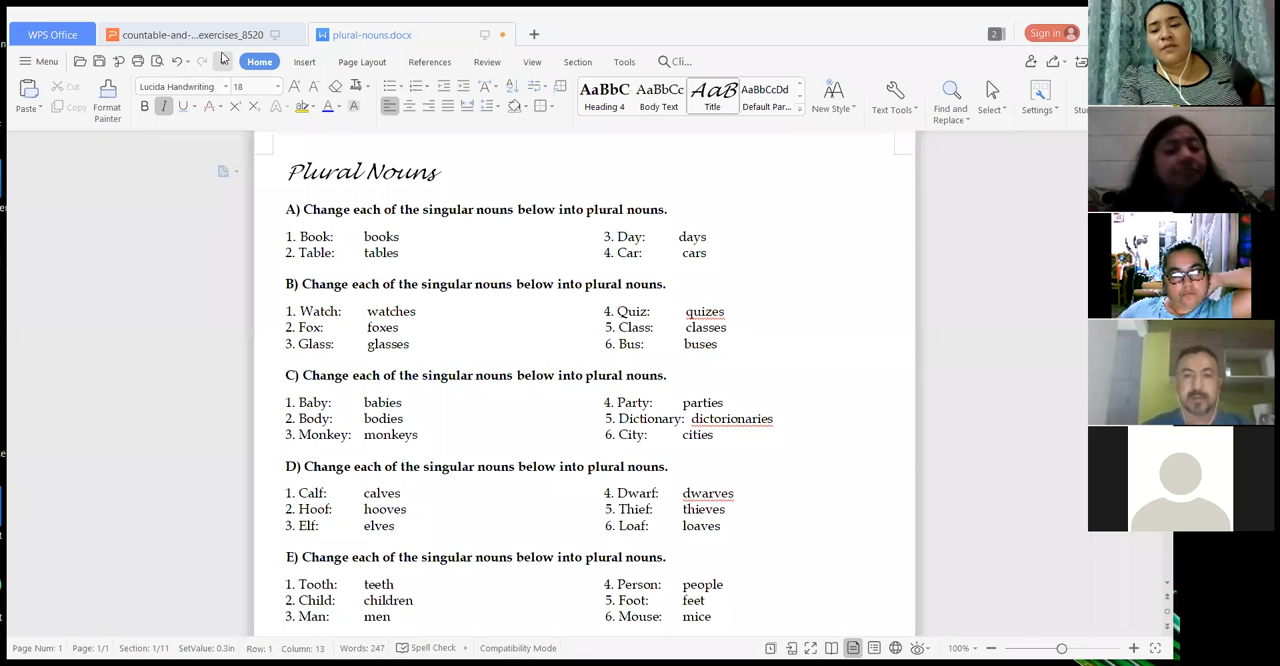 WPS Office
countable-and-...exercises_8520
plural-nouns.docx
2
Sign in
Menu
Home
Insert
Page Layout
References
Review
View
Section
Tools
Cli...
Paste
Cut
Copy
Format Painter
Lucida Handwriting
18
AaBbC
Heading 4
AaBbCc
Body Text
AaB
Title
AaBbCcDd
Default Par...
New Style
Text Tools
Find and Replace
Select
Settings
Plural Nouns
A) Change each of the singular nouns below into plural nouns.
1. Book: books 3. Day: days
2. Table: tables 4. Car: cars
B) Change each of the singular nouns below into plural nouns.
1. Watch: watches 4. Quiz: quizes
2. Fox: foxes 5. Class: classes
3. Glass: glasses 6. Bus: buses
C) Change each of the singular nouns below into plural nouns.
1. Baby: babies 4. Party: parties
2. Body: bodies 5. Dictionary: dictorionaries
3. Monkey: monkeys 6. City: cities
D) Change each of the singular nouns below into plural nouns.
1. Calf: calves 4. Dwarf: dwarves
2. Hoof: hooves 5. Thief: thieves
3. Elf: elves 6. Loaf: loaves
E) Change each of the singular nouns below into plural nouns.
1. Tooth: teeth 4. Person: people
2. Child: children 5. Foot: feet
3. Man: men 6. Mouse: mice
Page Num: 1 Page: 1/1 Section: 1/11 SetValue: 0.3in Row: 1 Column: 13 Words: 247 Spell Check Compatibility Mode 100%